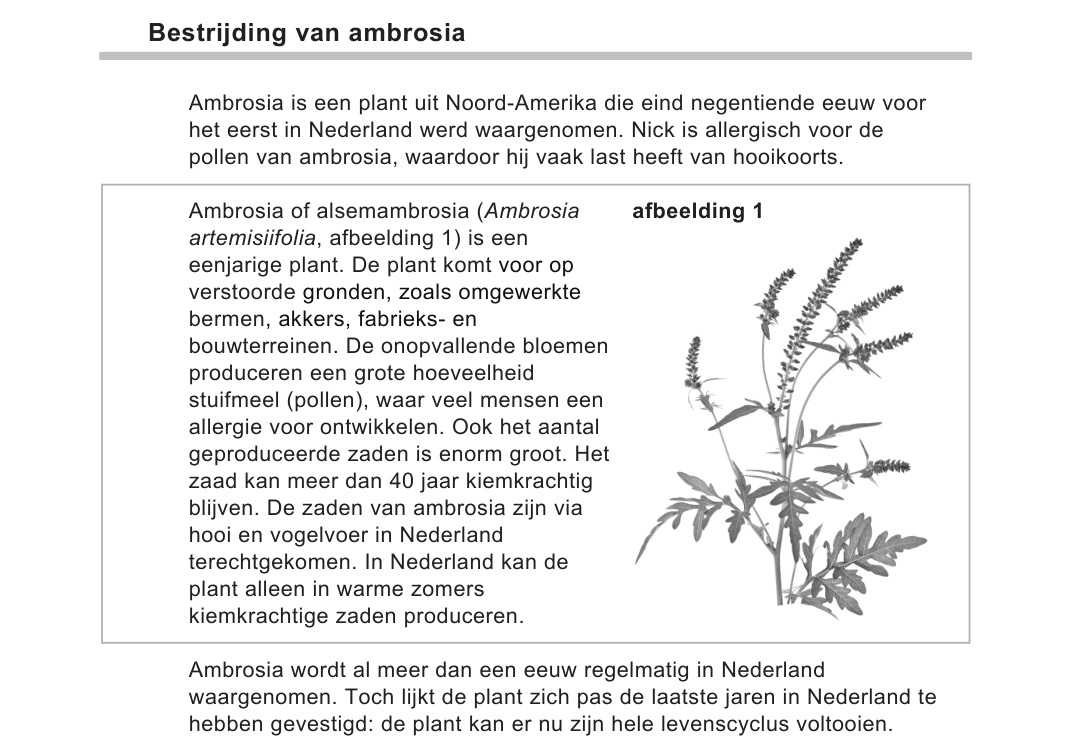 Bestrijding van ambrosia
Ambrosia is een plant uit Noord-Amerika die eind negentiende eeuw voor
het eerst in Nederland werd waargenomen. Nick is allergisch voor de
pollen van ambrosia, waardoor hij vaak last heeft van hooikoorts.
Ambrosia of alsemambrosia (Ambrosia
artemisiifolia, afbeelding 1) is een
eenjarige plant. De plant komt voor op
verstoorde gronden, zoals omgewerkte
bermen, akkers, fabrieks- en
bouwterreinen. De onopvallende bloemen
produceren een grote hoeveelheid
stuifmeel (pollen), waar veel mensen een
allergie voor ontwikkelen. Ook het aantal
geproduceerde zaden is enorm groot. Het
zaad kan meer dan 40 jaar kiemkrachtig
blijven. De zaden van ambrosia zijn via
hooi en vogelvoer in Nederland
terechtgekomen. In Nederland kan de
plant alleen in warme zomers
kiemkrachtige zaden produceren.
afbeelding 1
Ambrosia wordt al meer dan een eeuw regelmatig in Nederland
waargenomen. Toch lijkt de plant zich pas de laatste jaren in Nederland te
hebben gevestigd: de plant kan er nu zijn hele levenscyclus voltooien.